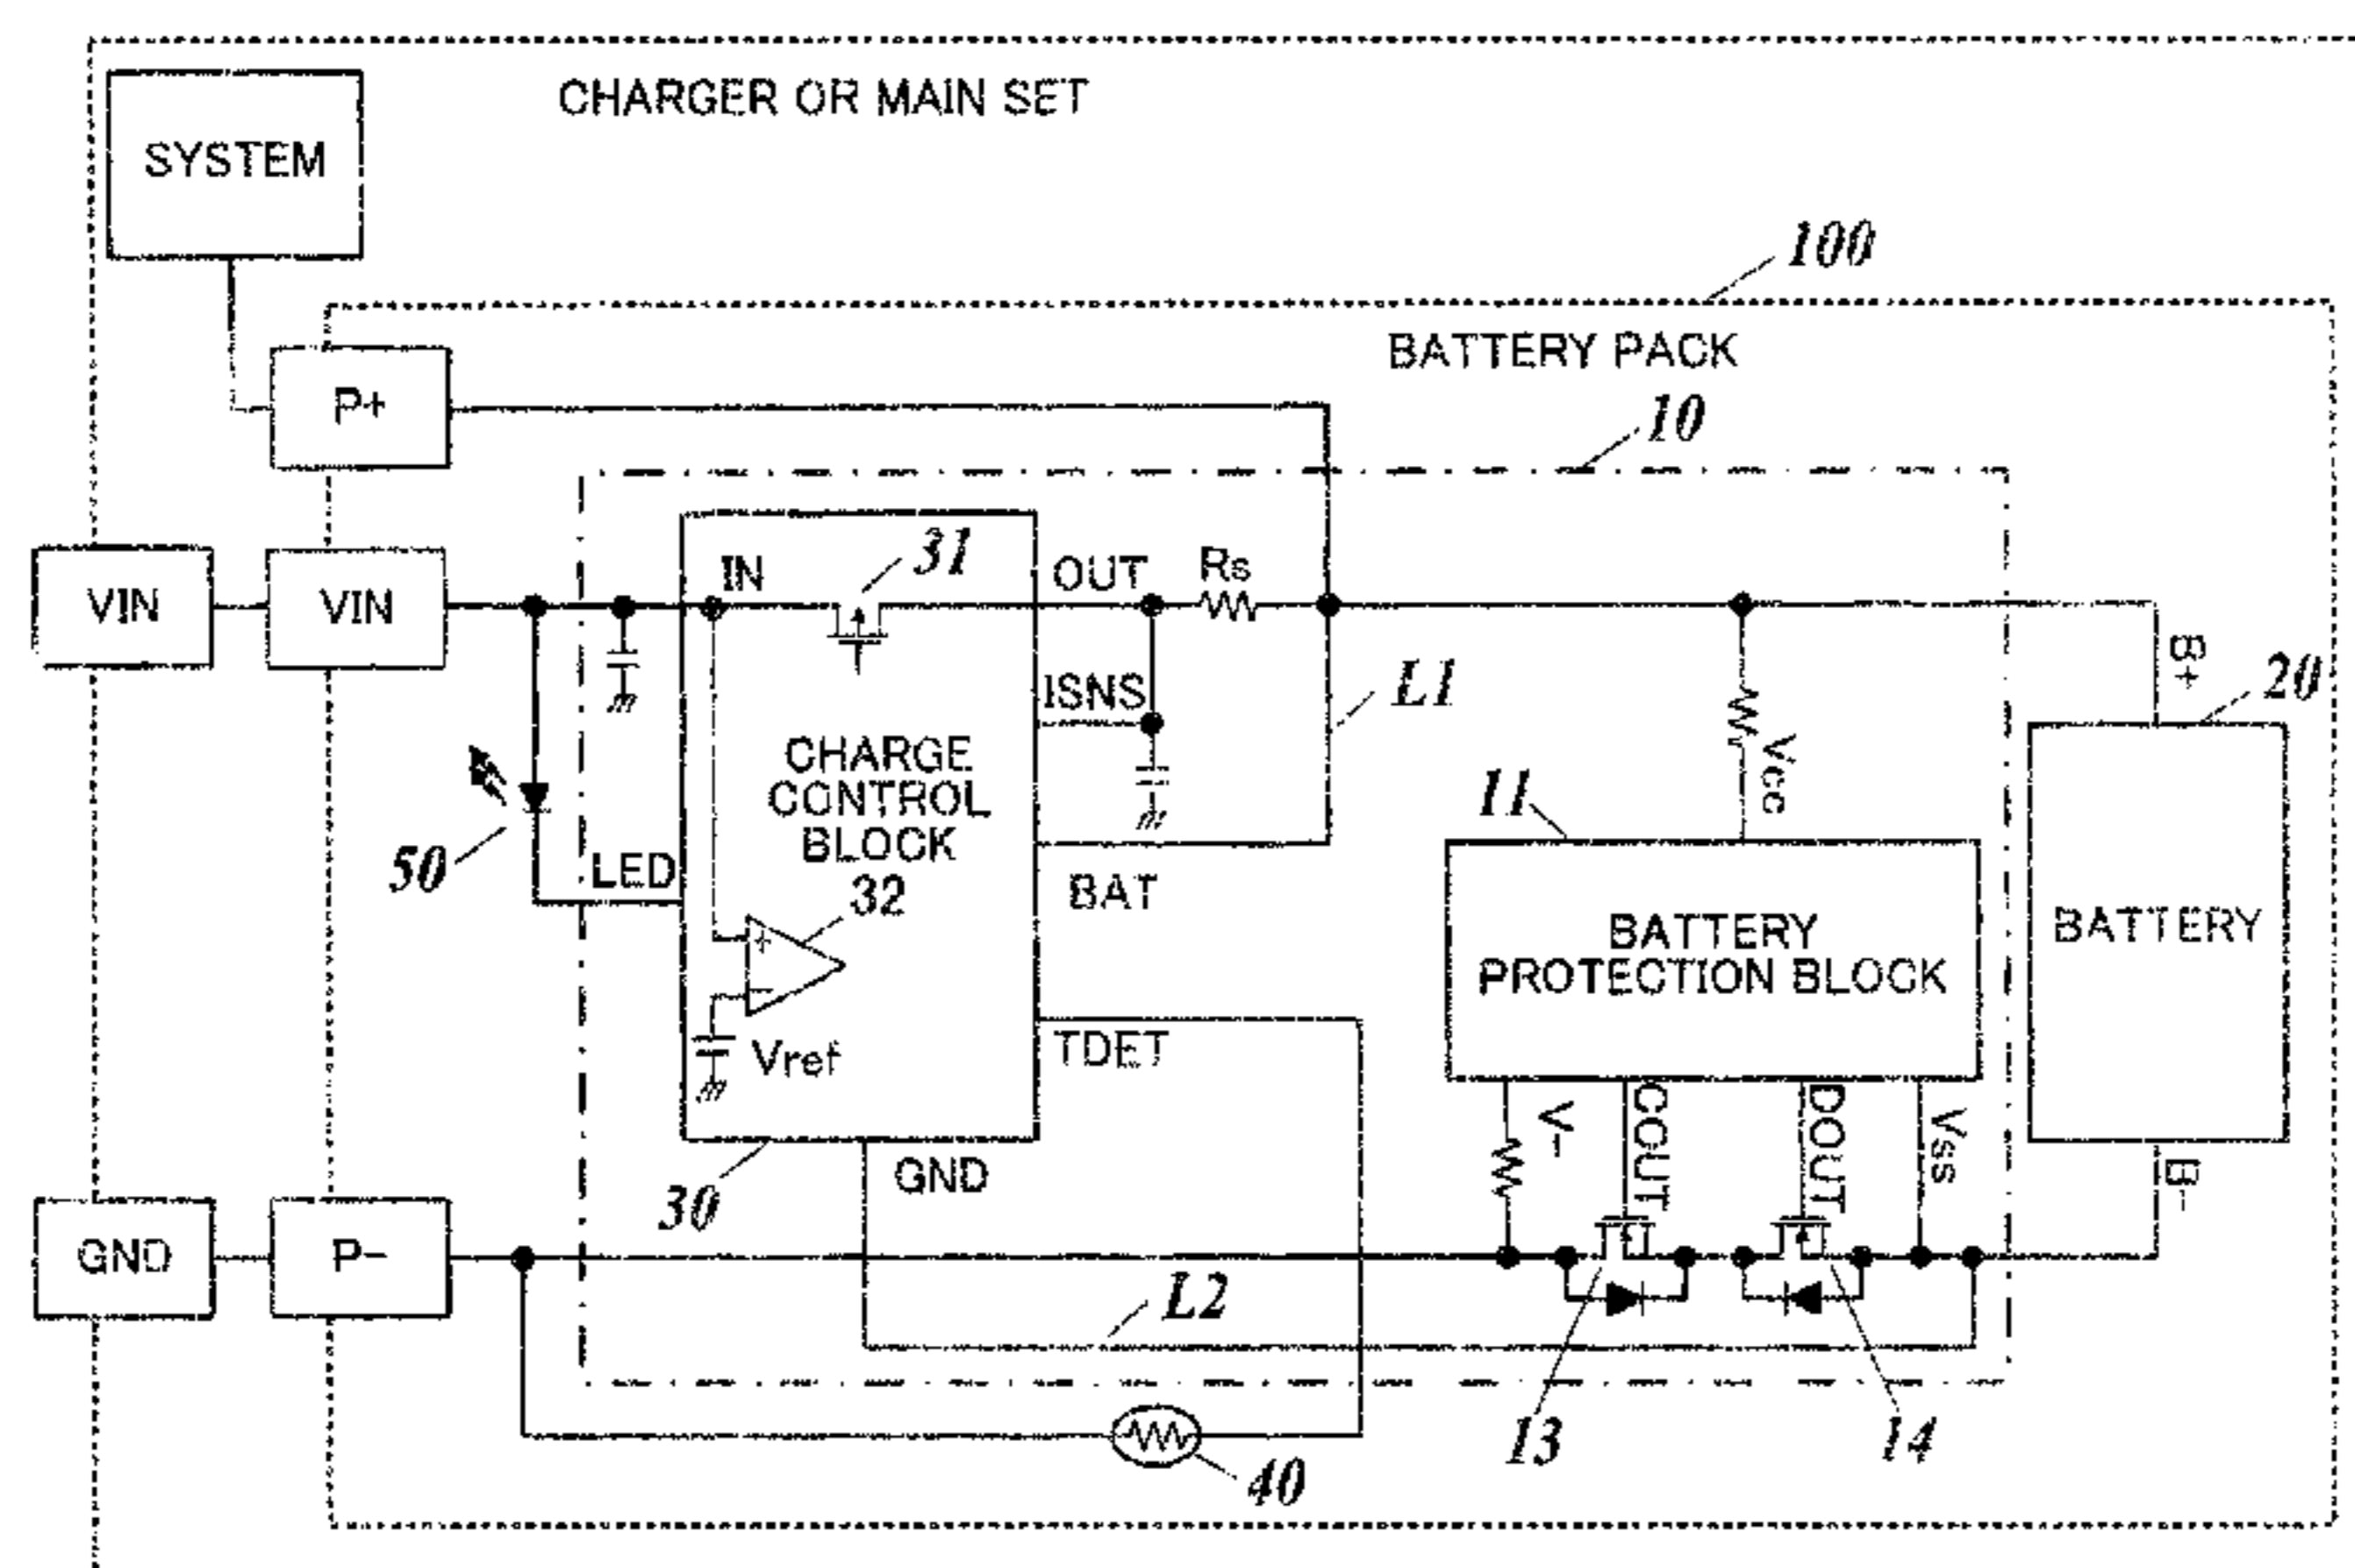 CHARGER OR MAIN SET
SYSTEM
100
BATTERY PACK
P+
10
IN
31
OUT
Rs
VIN
VIN
B+
ISNS
L1
20
CHARGE
CONTROL
BLOCK
Vcc
11
50
LED
32
BAT
BATTERY
PROTECTION BLOCK
BATTERY
+
−
Vref
TDET
V-
COUT
DOUT
Vss
B-
GND
30
GND
P-
L2
13
14
40